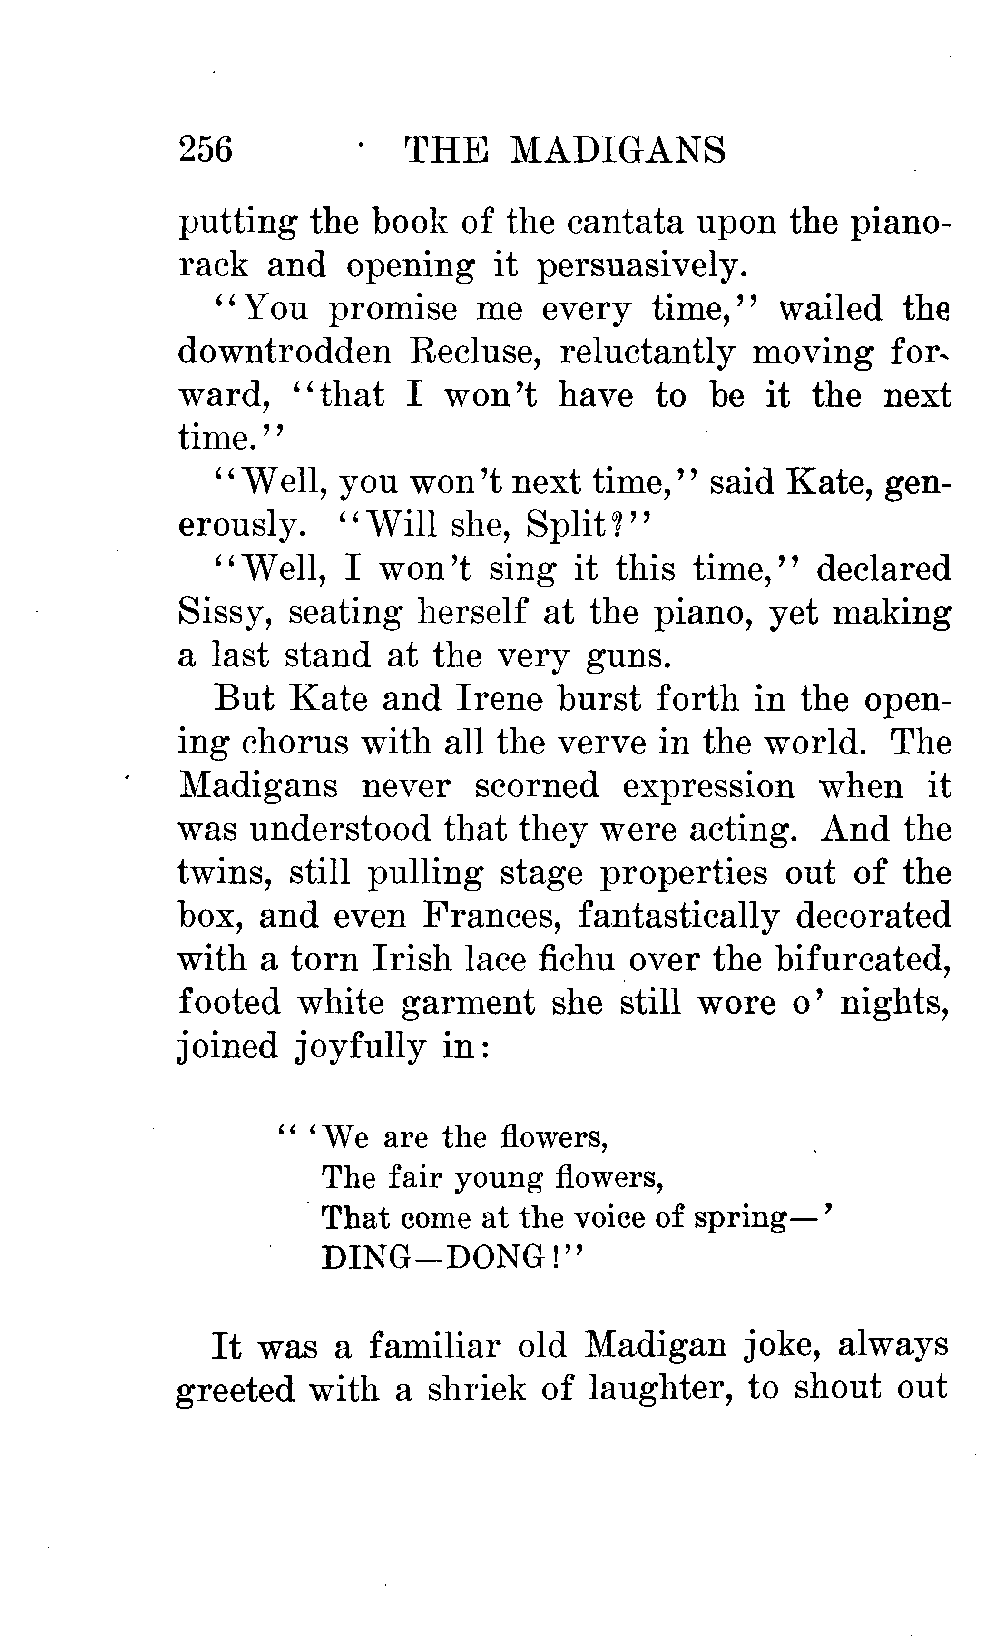 256 THE MADIGANS
putting the book of the cantata upon the piano-
rack and opening it persuasively.
"You promise me every time," wailed the
downtrodden Recluse, reluctantly moving for-
ward, "that I won't have to be it the next
time."
"Well, you won't next time," said Kate, gen-
erously. "Will she, Split?"
"Well, I won't sing it this time," declared
Sissy, seating herself at the piano, yet making
a last stand at the very guns.
But Kate and Irene burst forth in the open-
ing chorus with all the verve in the world. The
Madigans never scorned expression when it
was understood that they were acting. And the
twins, still pulling stage properties out of the
box, and even Frances, fantastically decorated
with a torn Irish lace fichu over the bifurcated,
footed white garment she still wore o' nights,
joined joyfully in:
" 'We are the flowers,
The fair young flowers,
That come at the voice of spring—'
DING—DONG!"
It was a familiar old Madigan joke, always
greeted with a shriek of laughter, to shout out